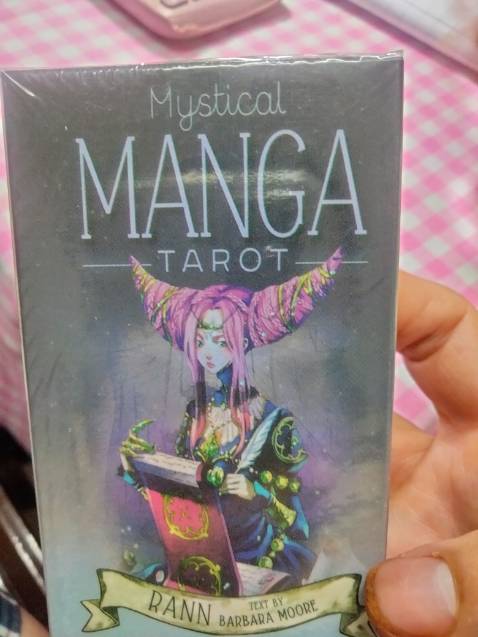 Mystical
MANGA
TAROT
RANN TEXT BY
BARBARA MOORE